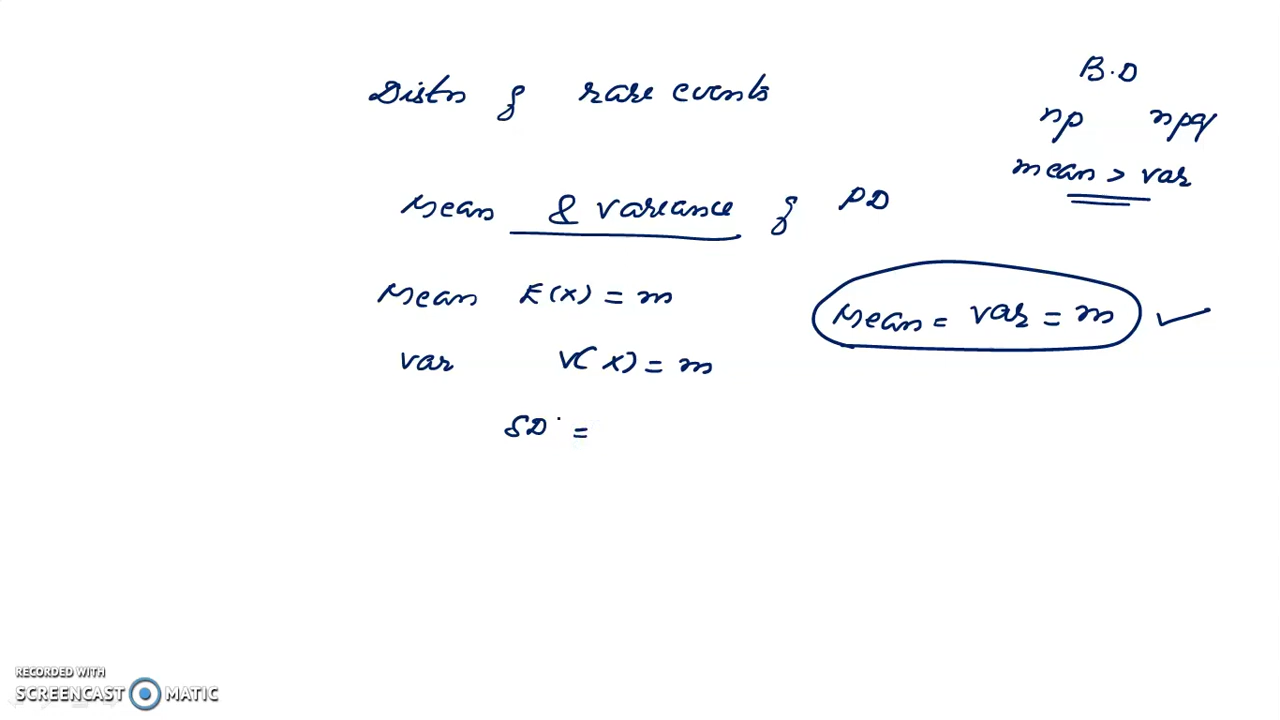 Distn of rare events
B.D
np npq
mean > var
Mean & variance of PD
Mean E(X) = m
Mean = var = m
var V(X) = m
SD =
RECORDED WITH
SCREENCAST MATIC